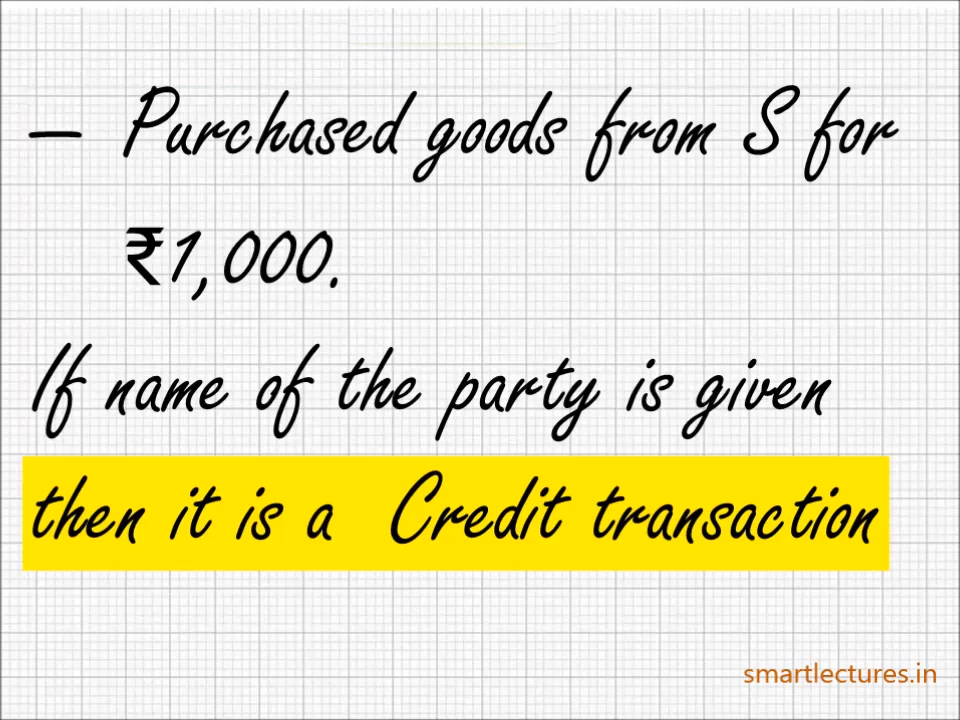 – Purchased goods from S for
₹1,000.
If name of the party is given
then it is a Credit transaction
smartlectures.in